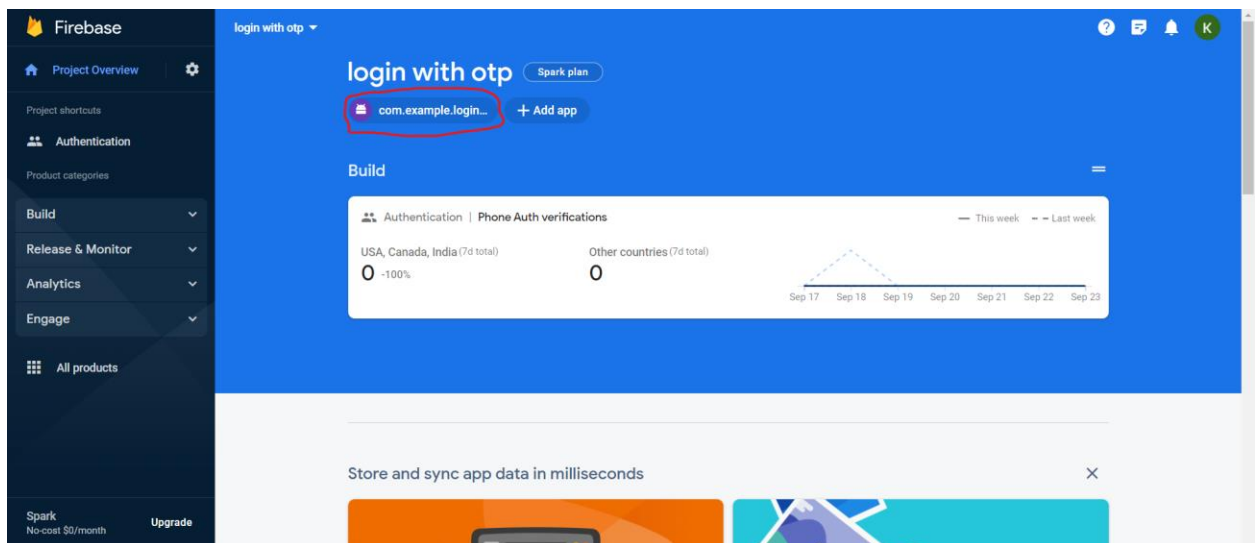 Firebase
login with otp
K
Project Overview
login with otp Spark plan
Project shortcuts
com.example.login... + Add app
Authentication
Product categories
Build
Build
Authentication | Phone Auth verifications
This week Last week
Release & Monitor
USA, Canada, India (7d total) Other countries (7d total)
0 -100% 0
Analytics
Sep 17 Sep 18 Sep 19 Sep 20 Sep 21 Sep 22 Sep 23
Engage
All products
Store and sync app data in milliseconds
Spark
No-cost $0/month
Upgrade